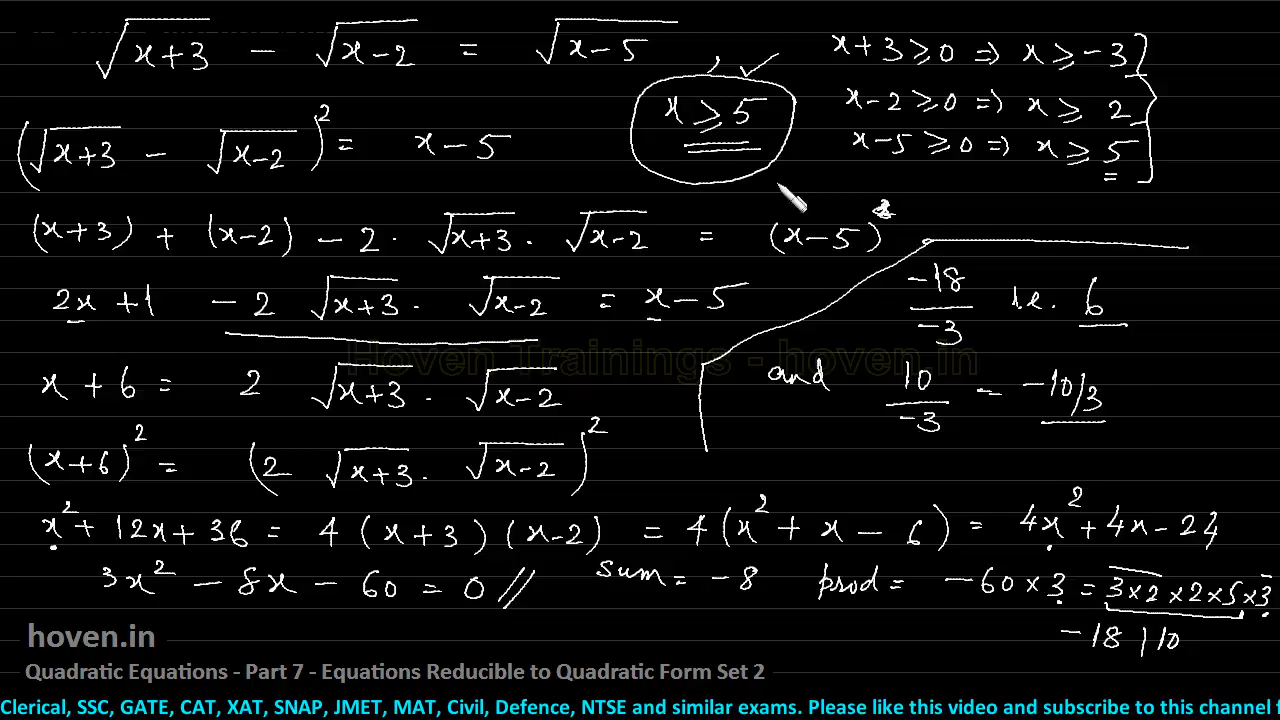 √(x+3) − √(x−2) = √(x−5)
x+3 ≥ 0 ⇒ x ≥ −3
x−2 ≥ 0 ⇒ x ≥ 2
x−5 ≥ 0 ⇒ x ≥ 5
x ≥ 5 ✓
(√(x+3) − √(x−2))² = x−5
(x+3) + (x−2) − 2 · √(x+3) · √(x−2) = (x−5)
2x + 1 − 2 √(x+3) · √(x−2) = x−5
x + 6 = 2 √(x+3) · √(x−2)
(x+6)² = (2 √(x+3) · √(x−2))²
x² + 12x + 36 = 4 (x+3) (x−2) = 4(x² + x − 6) = 4x² + 4x − 24
3x² − 8x − 60 = 0 //
sum = −8 prod = −60 × 3 = 3×2×2×5×3
−18 | 10
−18/−3 i.e. 6
and 10/−3 = −10/3
Hoven Trainings - hoven.in
hoven.in
Quadratic Equations - Part 7 - Equations Reducible to Quadratic Form Set 2
Clerical, SSC, GATE, CAT, XAT, SNAP, JMET, MAT, Civil, Defence, NTSE and similar exams. Please like this video and subscribe to this channel